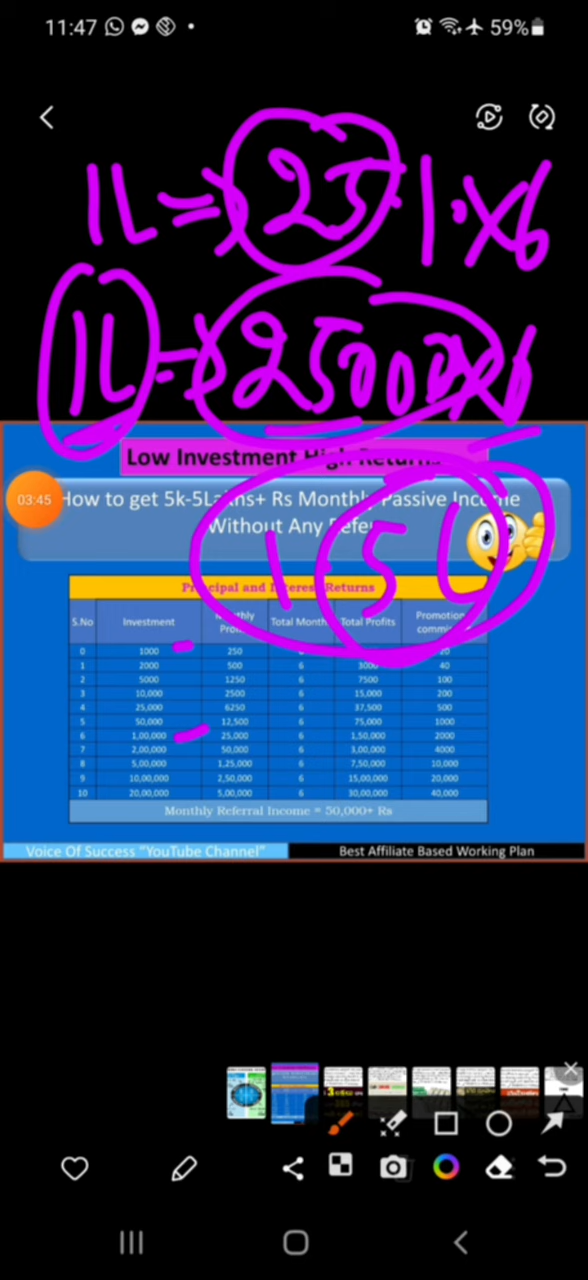 11:47 59%
1L => 25 1. x6
1L => 25000x6
Low Investment High Returns
03:45
How to get 5k-5Lakhs+ Rs Monthly Passive Income
Without Any Refer
1 5 L
Principal and Interest Returns
S.No Investment Monthly Profit Total Month Total Profits Promotion commi
0 1000 250 6 20
1 2000 500 6 3000 40
2 5000 1250 6 7500 100
3 10,000 2500 6 15,000 200
4 25,000 6250 6 37,500 500
5 50,000 12,500 6 75,000 1000
6 1,00,000 25,000 6 1,50,000 2000
7 2,00,000 50,000 6 3,00,000 4000
8 5,00,000 1,25,000 6 7,50,000 10,000
9 10,00,000 2,50,000 6 15,00,000 20,000
10 20,00,000 5,00,000 6 30,00,000 40,000
Monthly Referral Income = 50,000+ Rs
Voice Of Success "YouTube Channel" Best Affiliate Based Working Plan